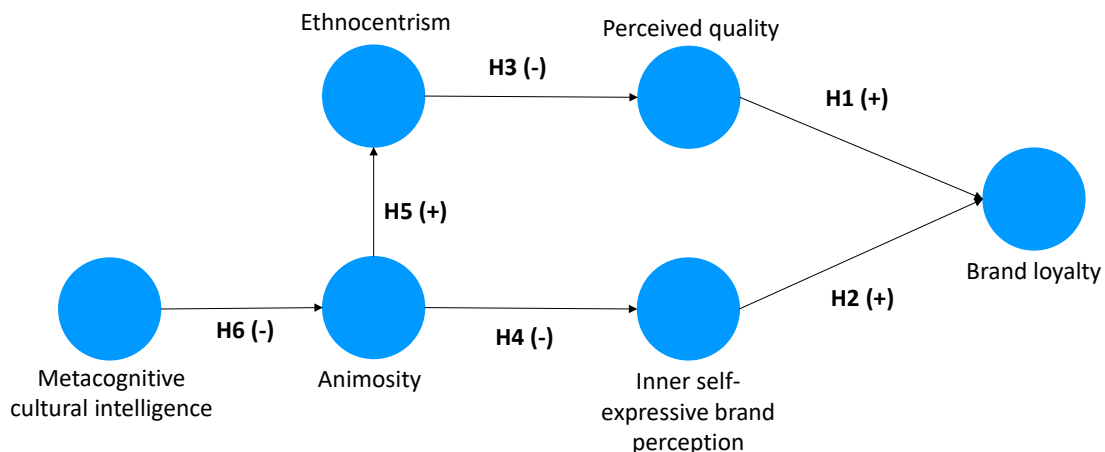 Ethnocentrism
Perceived quality
H3 (-)
H1 (+)
H5 (+)
Brand loyalty
H2 (+)
H6 (-)
H4 (-)
Metacognitive
cultural intelligence
Animosity
Inner self-
expressive brand
perception